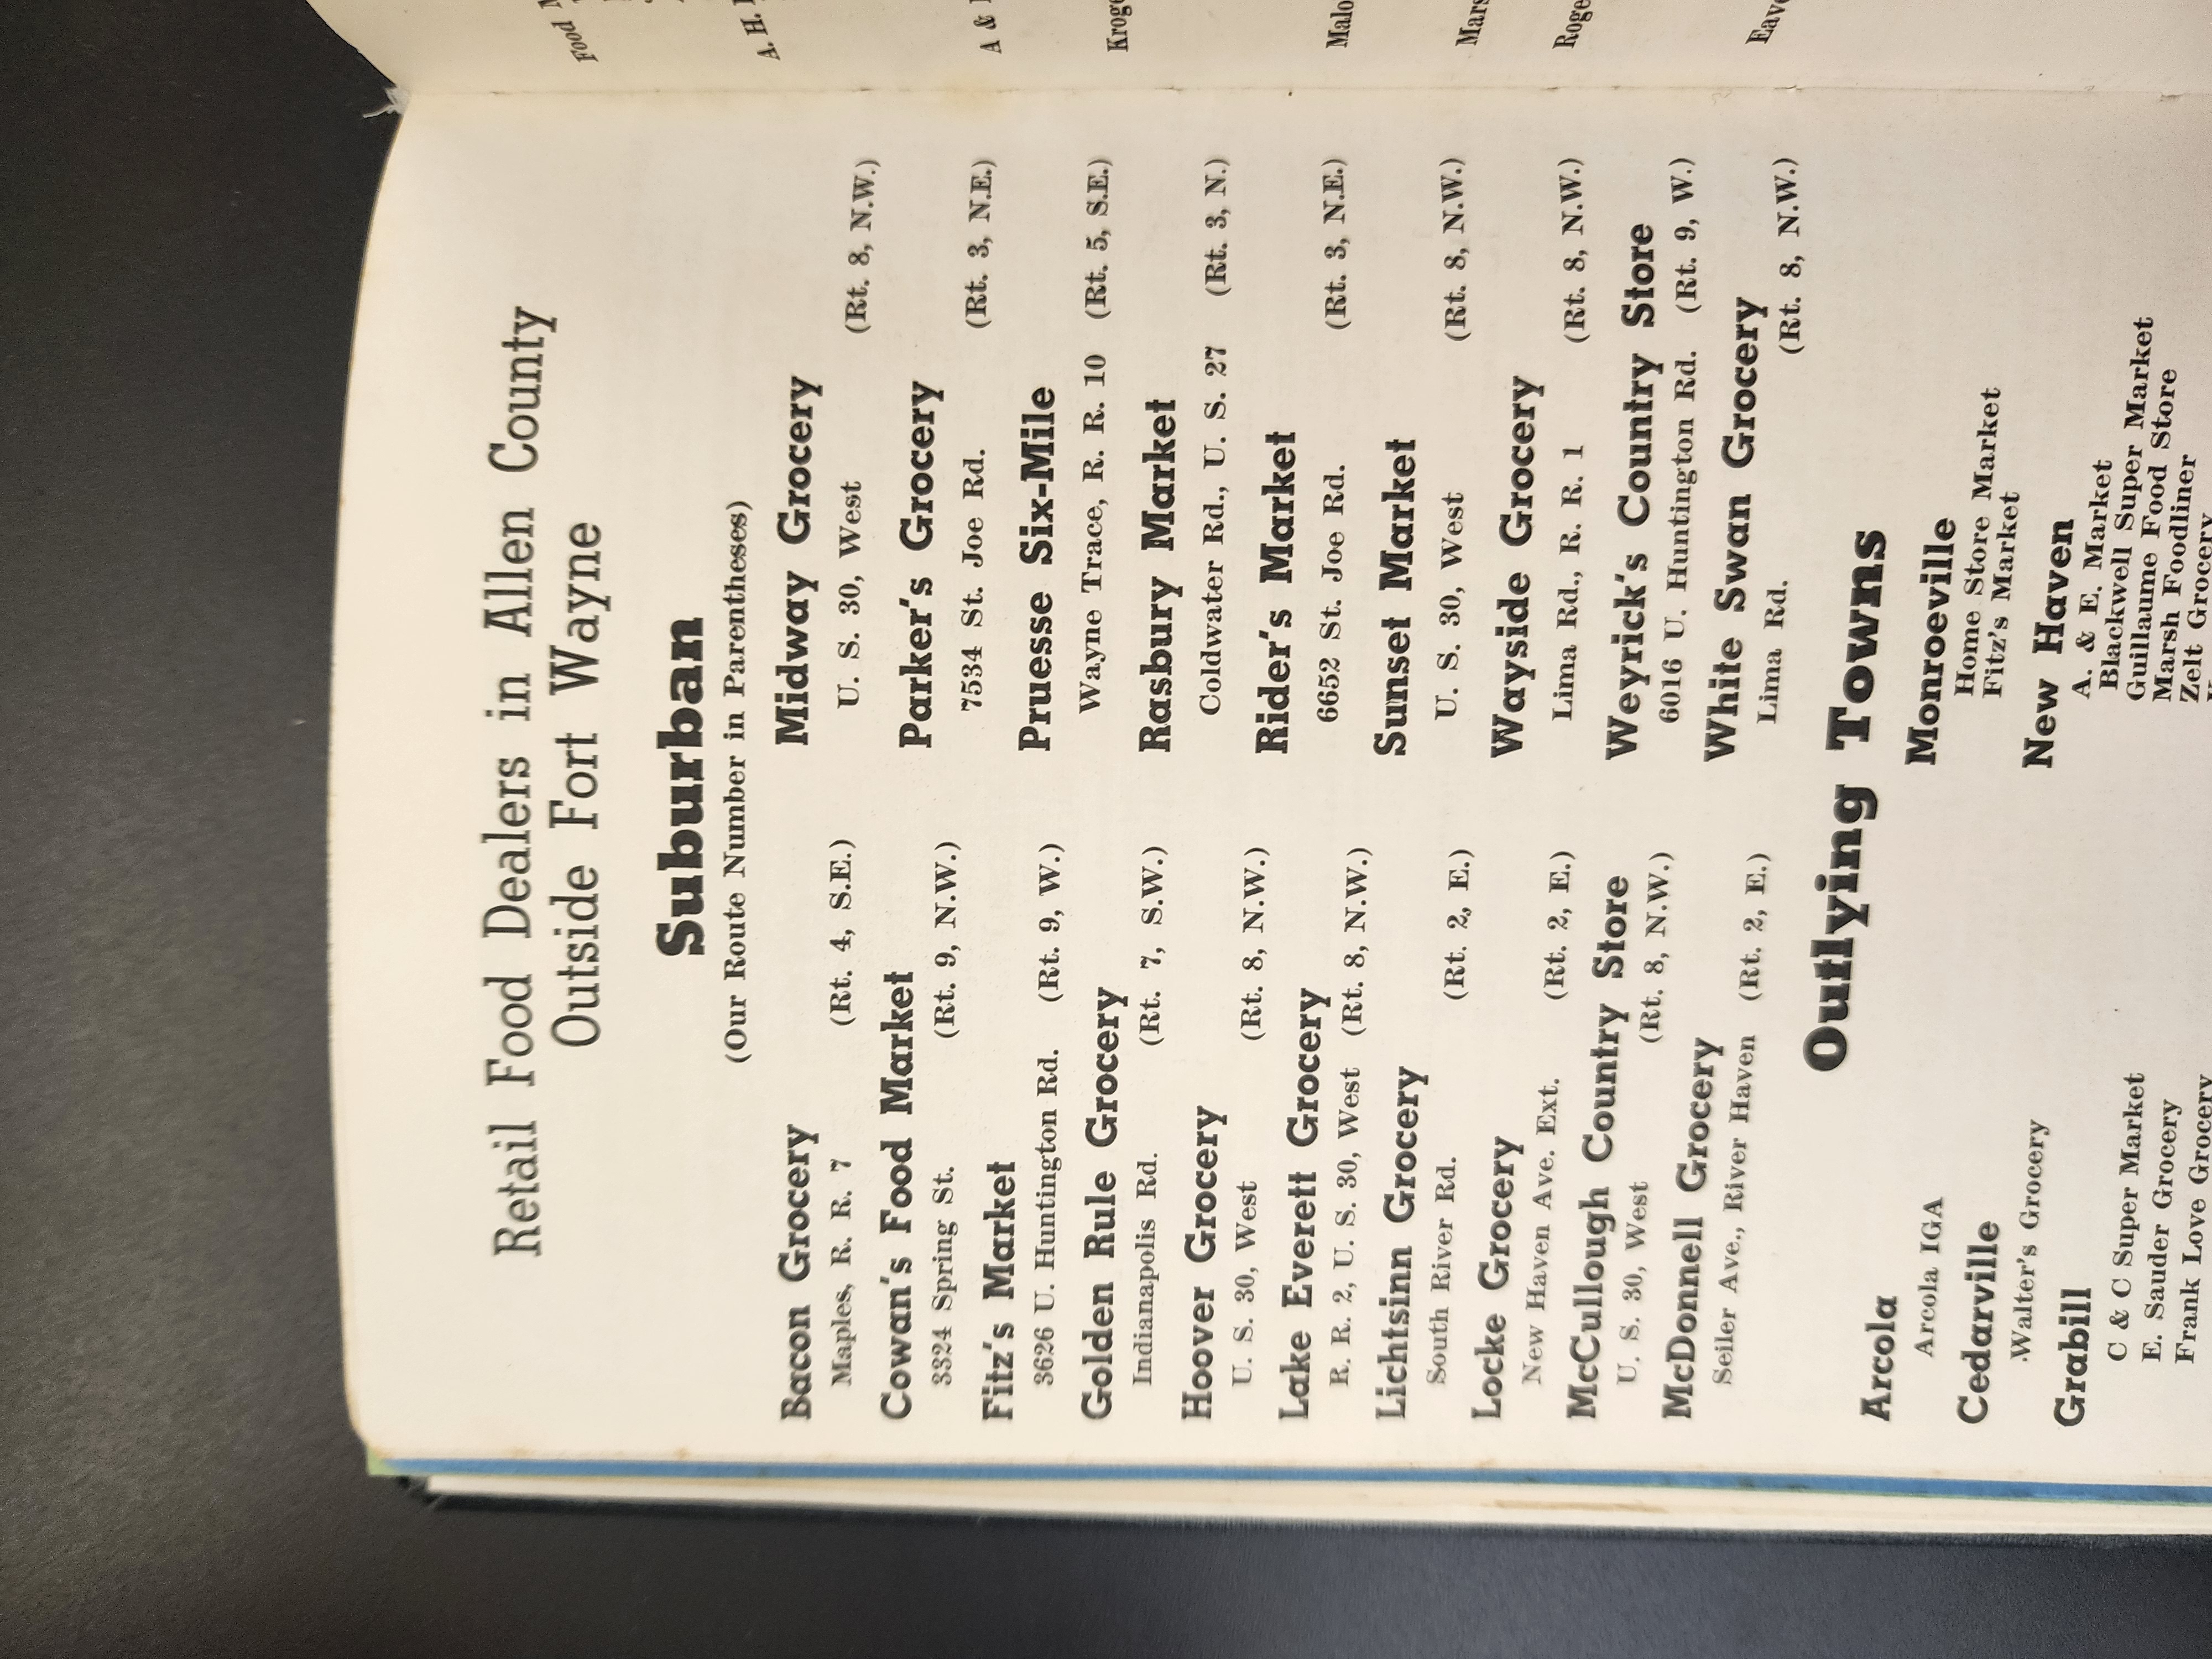 Retail Food Dealers in Allen County
Outside Fort Wayne
Suburban
(Our Route Number in Parentheses)
Bacon Grocery
Maples, R. R. 7 (Rt. 4, S.E.)
Cowan's Food Market
3324 Spring St. (Rt. 9, N.W.)
Fitz's Market
3626 U. Huntington Rd. (Rt. 9, W.)
Golden Rule Grocery
Indianapolis Rd. (Rt. 7, S.W.)
Hoover Grocery
U. S. 30, West (Rt. 8, N.W.)
Lake Everett Grocery
R. R. 2, U. S. 30, West (Rt. 8, N.W.)
Lichtsinn Grocery
South River Rd. (Rt. 2, E.)
Locke Grocery
New Haven Ave. Ext. (Rt. 2, E.)
McCullough Country Store
U. S. 30, West (Rt. 8, N.W.)
McDonnell Grocery
Seiler Ave., River Haven (Rt. 2, E.)
Midway Grocery
U. S. 30, West (Rt. 8, N.W.)
Parker's Grocery
7534 St. Joe Rd. (Rt. 3, N.E.)
Pruesse Six-Mile
Wayne Trace, R. R. 10 (Rt. 5, S.E.)
Rasbury Market
Coldwater Rd., U. S. 27 (Rt. 3, N.)
Rider's Market
6652 St. Joe Rd. (Rt. 3, N.E.)
Sunset Market
U. S. 30, West (Rt. 8, N.W.)
Wayside Grocery
Lima Rd., R. R. 1 (Rt. 8, N.W.)
Weyrick's Country Store
6016 U. Huntington Rd. (Rt. 9, W.)
White Swan Grocery
Lima Rd. (Rt. 8, N.W.)
Outlying Towns
Arcola
Arcola IGA
Cedarville
Walter's Grocery
Grabill
C & C Super Market
E. Sauder Grocery
Frank Love Grocery
Monroeville
Home Store Market
Fitz's Market
New Haven
A. & E. Market
Blackwell Super Market
Guillaume Food Store
Marsh Foodliner
Zelt Grocery
Food
A. H.
A &
Krog
Malo
Mars
Roge
Eave